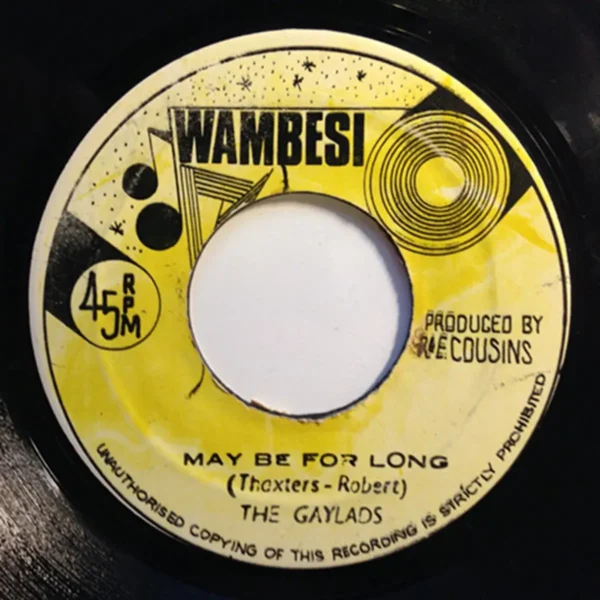 WAMBESI
45 RPM
PRODUCED BY
R.E. COUSINS
MAY BE FOR LONG
(Thaxters - Robert)
THE GAYLADS
UNAUTHORISED COPYING OF THIS RECORDING IS STRICTLY PROHIBITED